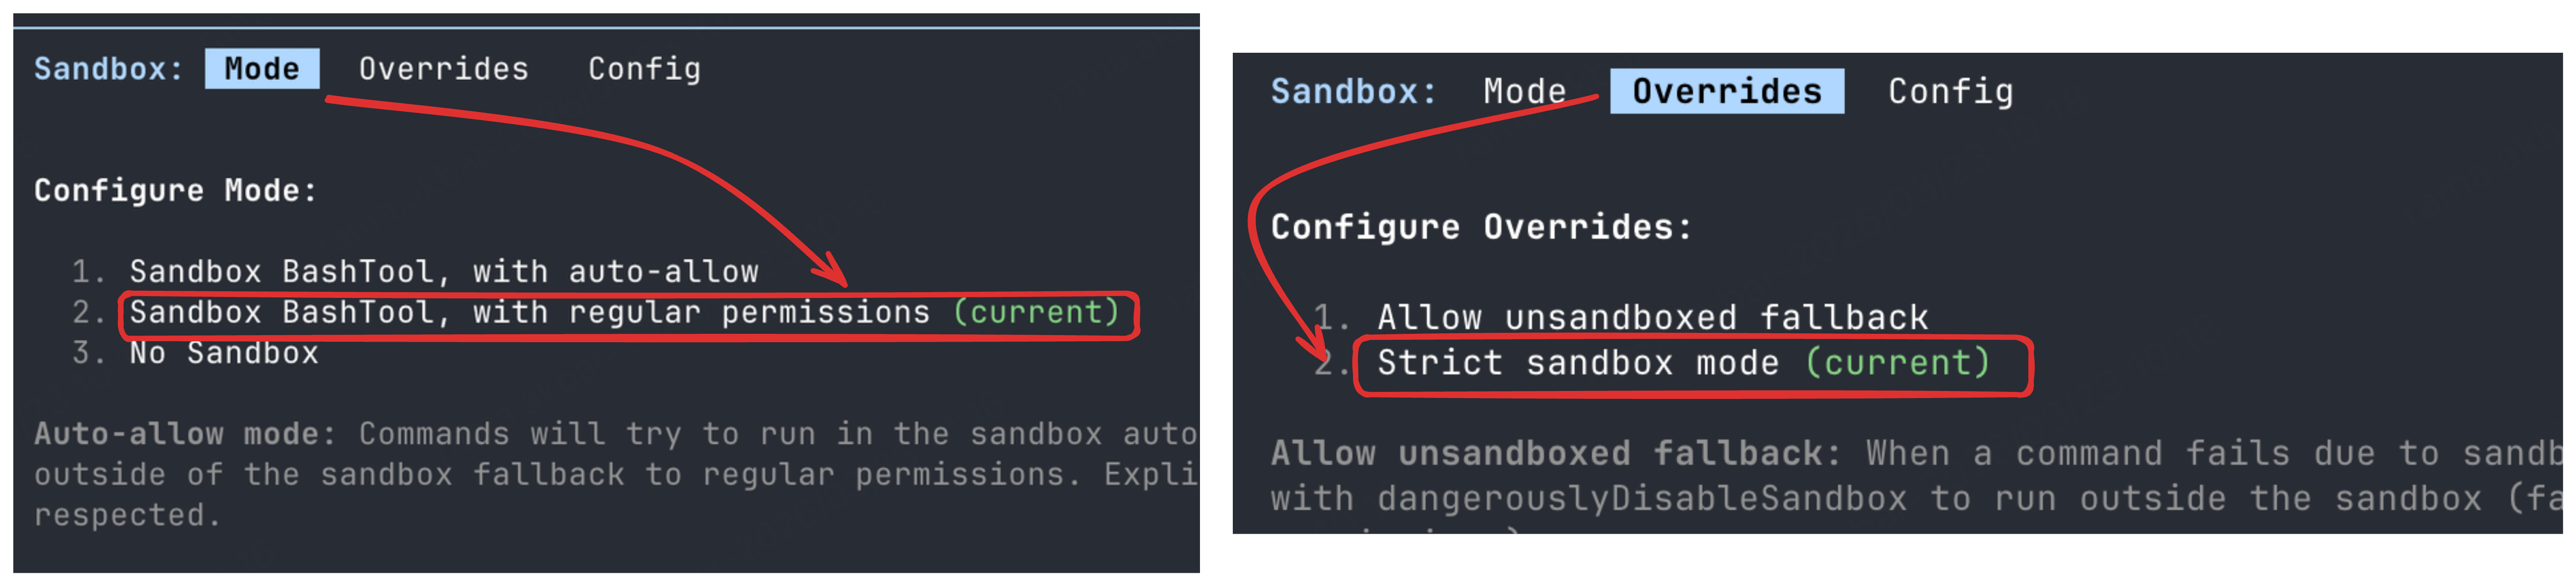 Sandbox: Mode Overrides Config
Configure Mode:
1. Sandbox BashTool, with auto-allow
2. Sandbox BashTool, with regular permissions (current)
3. No Sandbox
Auto-allow mode: Commands will try to run in the sandbox auto
outside of the sandbox fallback to regular permissions. Expli
respected.
Sandbox: Mode Overrides Config
Configure Overrides:
1. Allow unsandboxed fallback
2. Strict sandbox mode (current)
Allow unsandboxed fallback: When a command fails due to sandb
with dangerouslyDisableSandbox to run outside the sandbox (fa